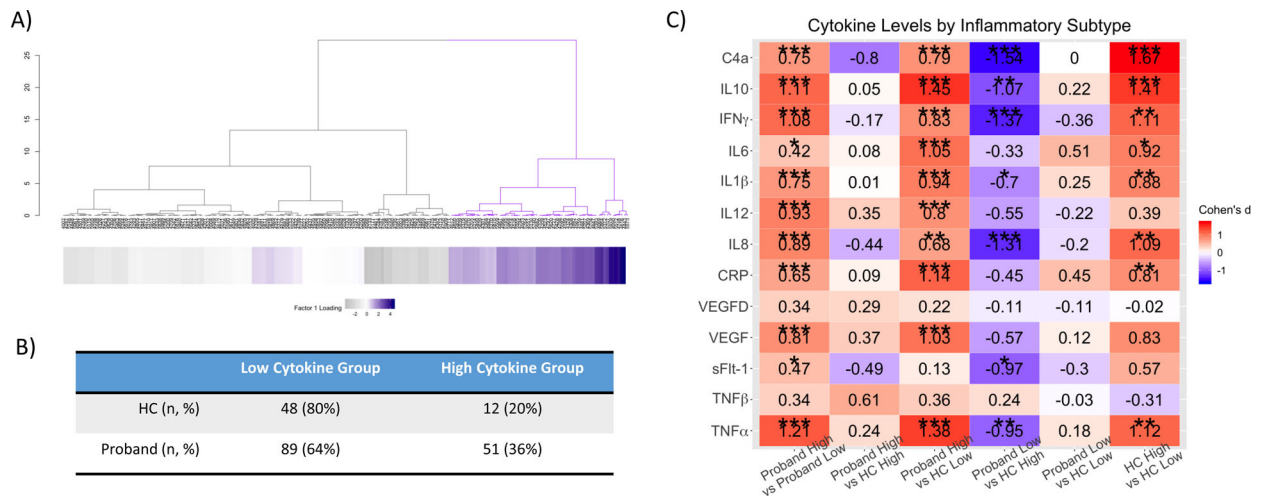 A)
25
20
15
10
5
0
Factor 1 Loading
-2 0 2 4
B)
Low Cytokine Group High Cytokine Group
HC (n, %) 48 (80%) 12 (20%)
Proband (n, %) 89 (64%) 51 (36%)
C)
Cytokine Levels by Inflammatory Subtype
C4a 0.75*** -0.8 0.79*** -1.54*** 0 1.67***
IL10 1.11*** 0.05 1.45*** -1.07** 0.22 1.41***
IFNγ 1.08*** -0.17 0.83*** -1.37*** -0.36 1.11**
IL6 0.42* 0.08 1.05*** -0.33 0.51 0.92*
IL1β 0.75*** 0.01 0.94*** -0.7* 0.25 0.88**
IL12 0.93*** 0.35 0.8*** -0.55 -0.22 0.39
IL8 0.89*** -0.44 0.68** -1.31*** -0.2 1.09**
CRP 0.65*** 0.09 1.14*** -0.45 0.45 0.81**
VEGFD 0.34 0.29 0.22 -0.11 -0.11 -0.02
VEGF 0.81*** 0.37 1.03*** -0.57 0.12 0.83
sFlt-1 0.47* -0.49 0.13 -0.97* -0.3 0.57
TNFβ 0.34 0.61 0.36 0.24 -0.03 -0.31
TNFα 1.21*** 0.24 1.38*** -0.95** 0.18 1.12**
Proband High
vs Proband Low
Proband High
vs HC High
Proband High
vs HC Low
Proband Low
vs HC High
Proband Low
vs HC Low
HC High
vs HC Low
Cohen's d
1
0
-1